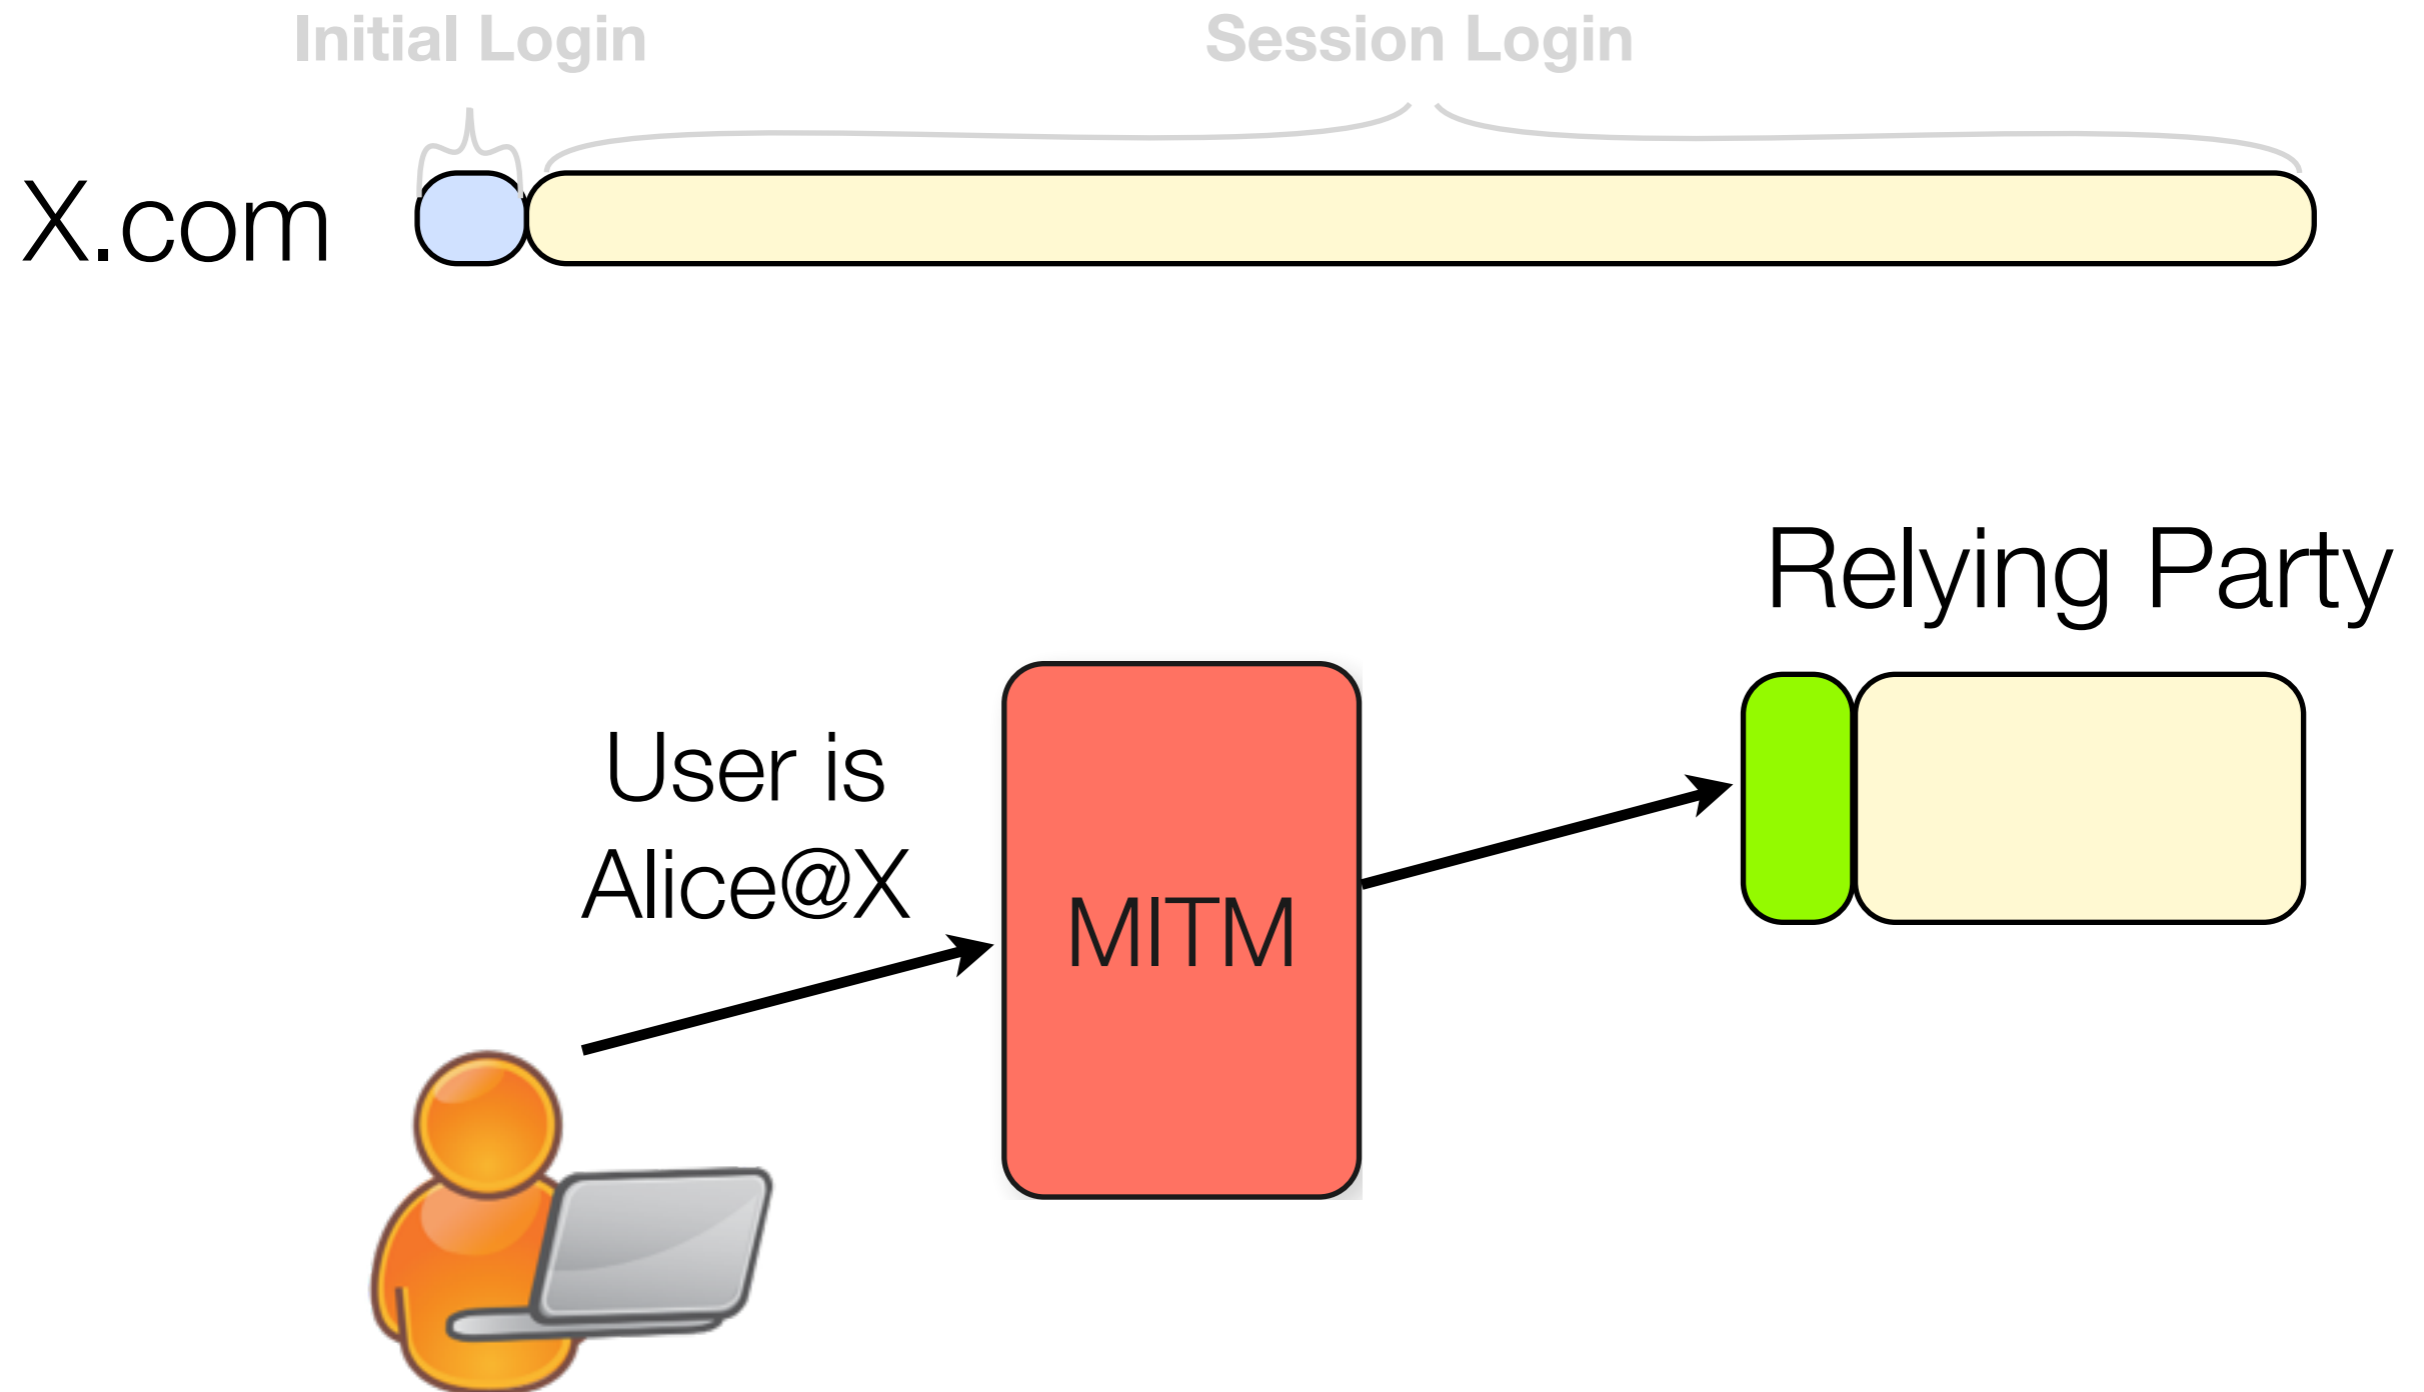 Initial Login
Session Login
X.com
Relying Party
User is
Alice@X
MITM